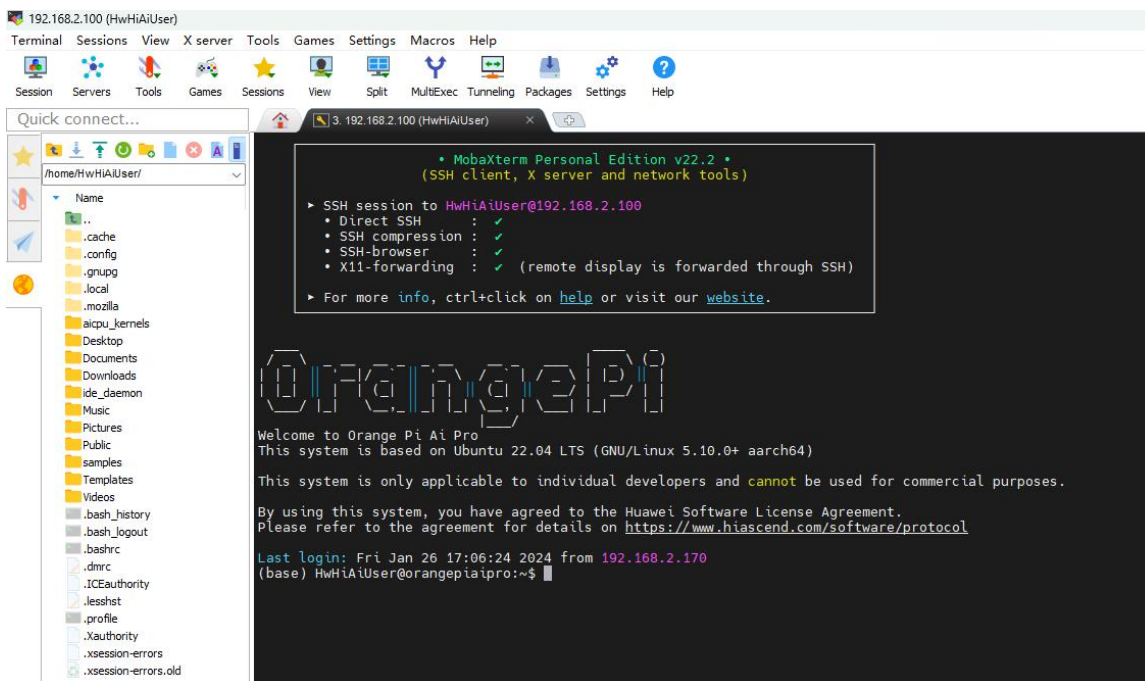 192.168.2.100 (HwHiAiUser)
Terminal Sessions View X server Tools Games Settings Macros Help
Session Servers Tools Games Sessions View Split MultiExec Tunneling Packages Settings Help
Quick connect...
3. 192.168.2.100 (HwHiAiUser)
/home/HwHiAiUser/
Name
..
.cache
.config
.gnupg
.local
.mozilla
aicpu_kernels
Desktop
Documents
Downloads
ide_daemon
Music
Pictures
Public
samples
Templates
Videos
.bash_history
.bash_logout
.bashrc
.dmrc
.ICEauthority
.lesshst
.profile
.Xauthority
.xsession-errors
.xsession-errors.old
• MobaXterm Personal Edition v22.2 •
(SSH client, X server and network tools)
► SSH session to HwHiAiUser@192.168.2.100
• Direct SSH : ✔
• SSH compression : ✔
• SSH-browser : ✔
• X11-forwarding : ✔ (remote display is forwarded through SSH)
► For more info, ctrl+click on help or visit our website.
OrangePi
Welcome to Orange Pi Ai Pro
This system is based on Ubuntu 22.04 LTS (GNU/Linux 5.10.0+ aarch64)
This system is only applicable to individual developers and cannot be used for commercial purposes.
By using this system, you have agreed to the Huawei Software License Agreement.
Please refer to the agreement for details on https://www.hiascend.com/software/protocol
Last login: Fri Jan 26 17:06:24 2024 from 192.168.2.170
(base) HwHiAiUser@orangepiaipro:~$